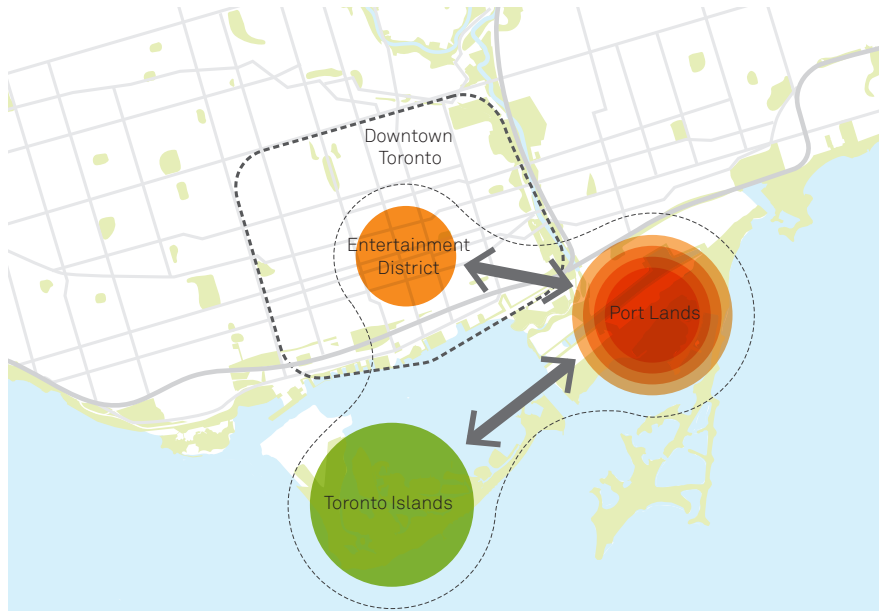 Downtown
Toronto
Entertainment
District
Port Lands
Toronto Islands